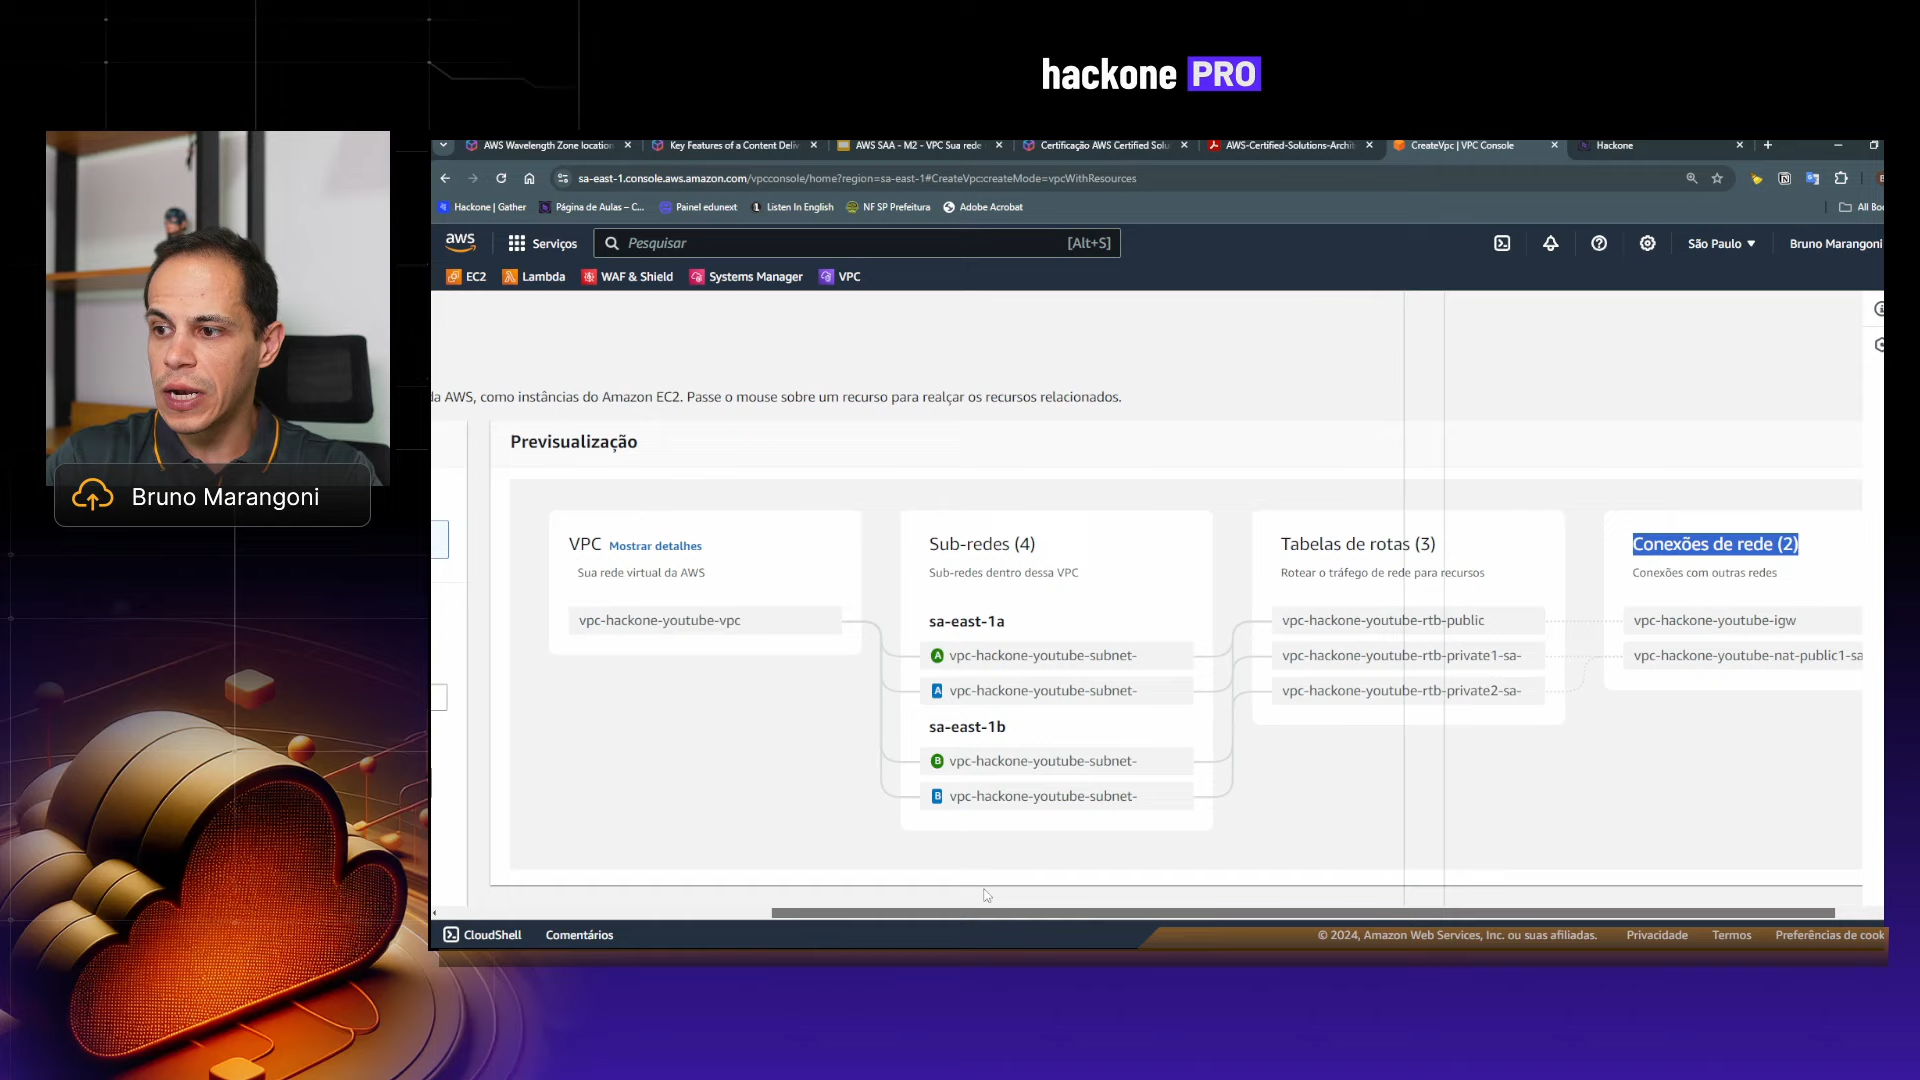 hackone PRO
AWS Wavelength Zone location
Key Features of a Content Deliv
AWS SAA - M2 - VPC Sua rede
Certificação AWS Certified Solu
AWS-Certified-Solutions-Archit
CreateVpc | VPC Console
Hackone
sa-east-1.console.aws.amazon.com/vpcconsole/home?region=sa-east-1#CreateVpc:createMode=vpcWithResources
Hackone | Gather
Página de Aulas – C...
Painel edunext
Listen In English
NF SP Prefeitura
Adobe Acrobat
All Boo
aws
Serviços
Pesquisar
[Alt+S]
São Paulo
Bruno Marangoni
EC2
Lambda
WAF & Shield
Systems Manager
VPC
da AWS, como instâncias do Amazon EC2. Passe o mouse sobre um recurso para realçar os recursos relacionados.
Previsualização
VPC Mostrar detalhes
Sua rede virtual da AWS
vpc-hackone-youtube-vpc
Sub-redes (4)
Sub-redes dentro dessa VPC
sa-east-1a
A vpc-hackone-youtube-subnet-
A vpc-hackone-youtube-subnet-
sa-east-1b
B vpc-hackone-youtube-subnet-
B vpc-hackone-youtube-subnet-
Tabelas de rotas (3)
Rotear o tráfego de rede para recursos
vpc-hackone-youtube-rtb-public
vpc-hackone-youtube-rtb-private1-sa-
vpc-hackone-youtube-rtb-private2-sa-
Conexões de rede (2)
Conexões com outras redes
vpc-hackone-youtube-igw
vpc-hackone-youtube-nat-public1-sa
CloudShell
Comentários
© 2024, Amazon Web Services, Inc. ou suas afiliadas.
Privacidade
Termos
Preferências de cook
Bruno Marangoni